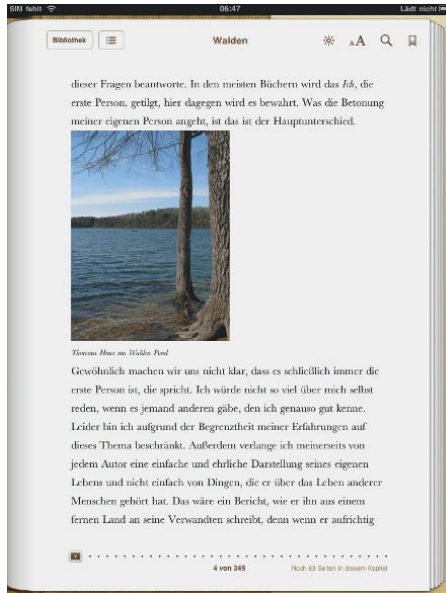 SIM fehlt 06:47 Lädt nicht
Bibliothek Walden AA
dieser Fragen beantworte. In den meisten Büchern wird das Ich, die
erste Person, getilgt, hier dagegen wird es bewahrt. Was die Betonung
meiner eigenen Person angeht, ist das ist der Hauptunterschied.
Thoreaus Haus am Walden Pond
Gewöhnlich machen wir uns nicht klar, dass es schließlich immer die
erste Person ist, die spricht. Ich würde nicht so viel über mich selbst
reden, wenn es jemand anderen gäbe, den ich genauso gut kenne.
Leider bin ich aufgrund der Begrenztheit meiner Erfahrungen auf
dieses Thema beschränkt. Außerdem verlange ich meinerseits von
jedem Autor eine einfache und ehrliche Darstellung seines eigenen
Lebens und nicht einfach von Dingen, die er über das Leben anderer
Menschen gehört hat. Das wäre ein Bericht, wie er ihn aus einem
fernen Land an seine Verwandten schreibt, denn wenn er aufrichtig
4 von 349 Noch 83 Seiten in diesem Kapitel